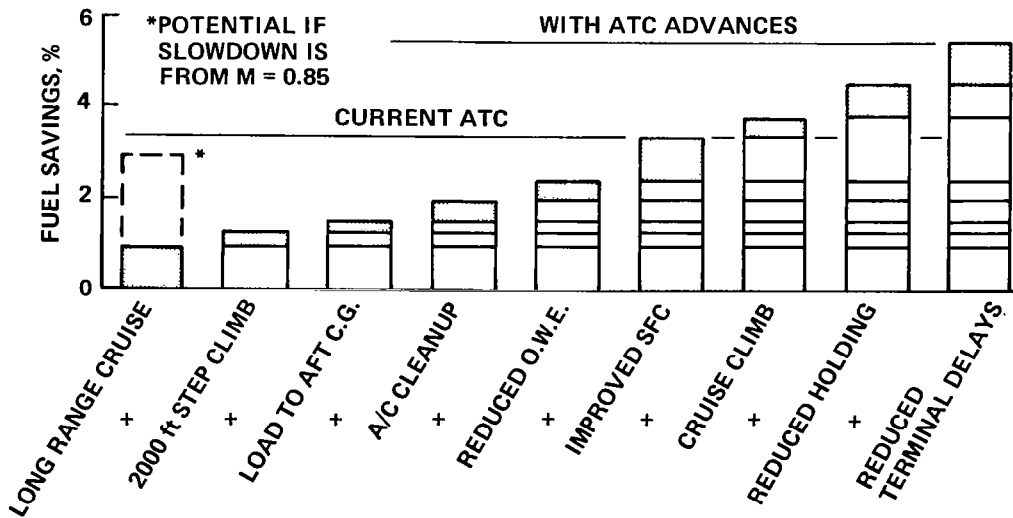 6
4
2
0
FUEL SAVINGS, %
*POTENTIAL IF
SLOWDOWN IS
FROM M = 0.85
WITH ATC ADVANCES
CURRENT ATC
*
LONG RANGE CRUISE
+
2000 ft STEP CLIMB
+
LOAD TO AFT C.G.
+
A/C CLEANUP
+
REDUCED O.W.E.
+
IMPROVED SFC
+
CRUISE CLIMB
+
REDUCED HOLDING
+
REDUCED
TERMINAL DELAYS